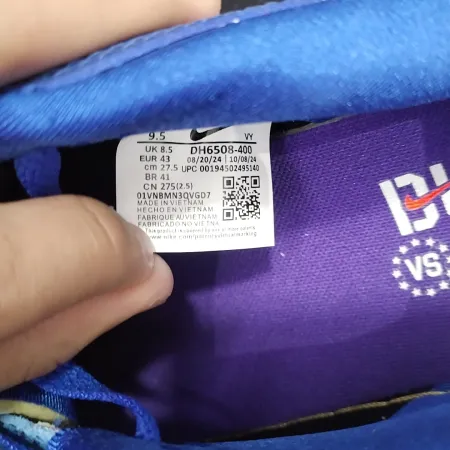 9.5 VY
UK 8.5 DH6508-400
EUR 43 08/20/24 10/08/24
cm 27.5 UPC 00194502495140
BR 41
CN 275(2.5)
01VNBMN3QVGD7
MADE IN VIETNAM
HECHO EN VIETNAM
FABRIQUE AU VIETNAM
FABRICADO NO VIETNA
VS